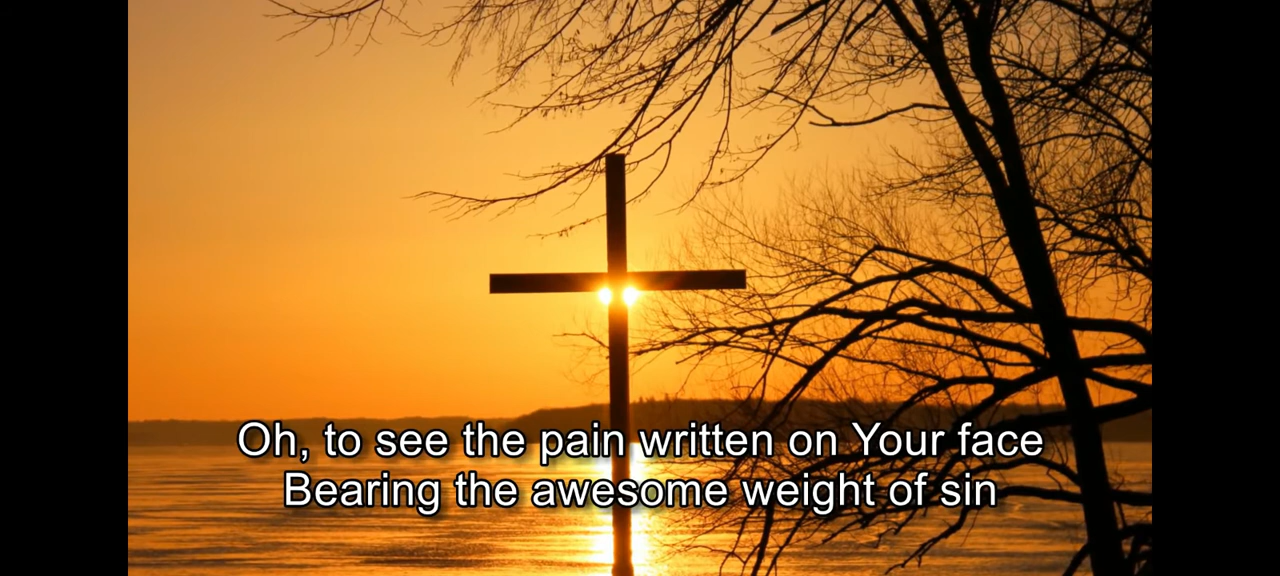 Oh, to see the pain written on Your face
Bearing the awesome weight of sin